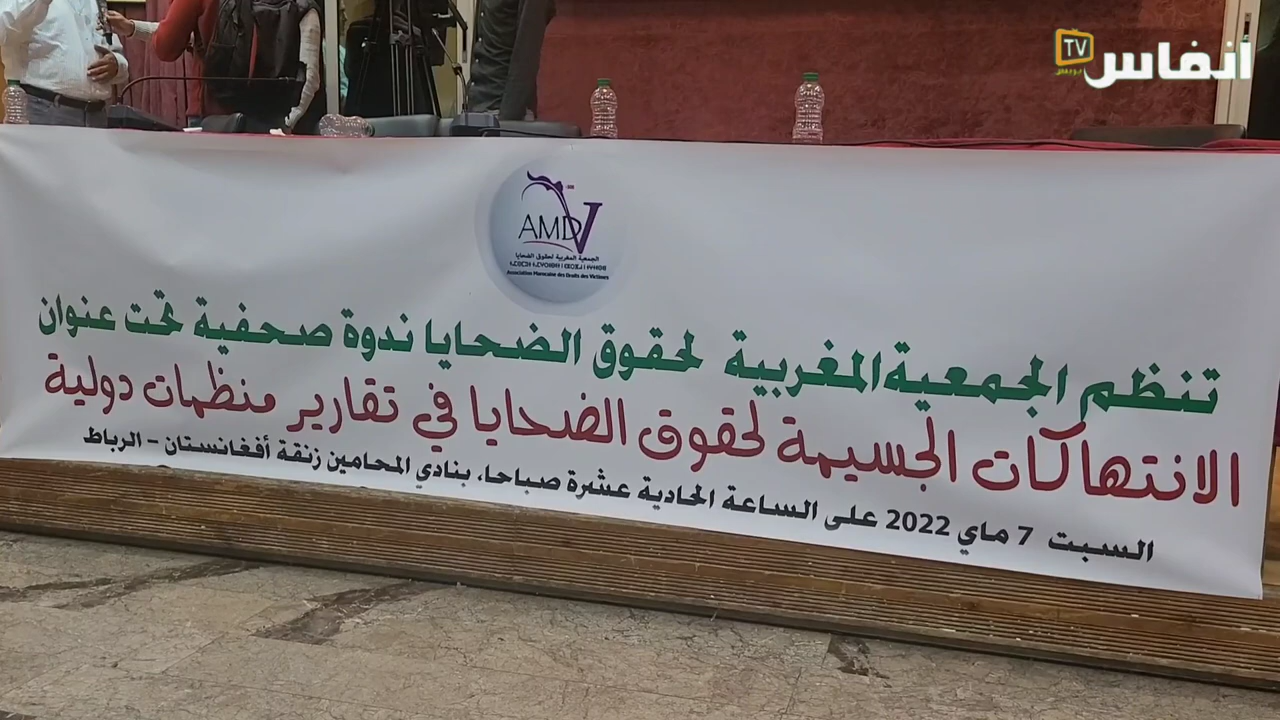 انفاس
TV
AMDV
الجمعية المغربية لحقوق الضحايا
Association Marocaine des Droits des Victimes
تنظم الجمعية المغربية لحقوق الضحايا ندوة صحفية تحت عنوان
الانتهاكات الجسيمة لحقوق الضحايا في تقارير منظمات دولية
السبت 7 ماي 2022 على الساعة الحادية عشرة صباحا، بنادي المحامين زنقة أفغانستان - الرباط